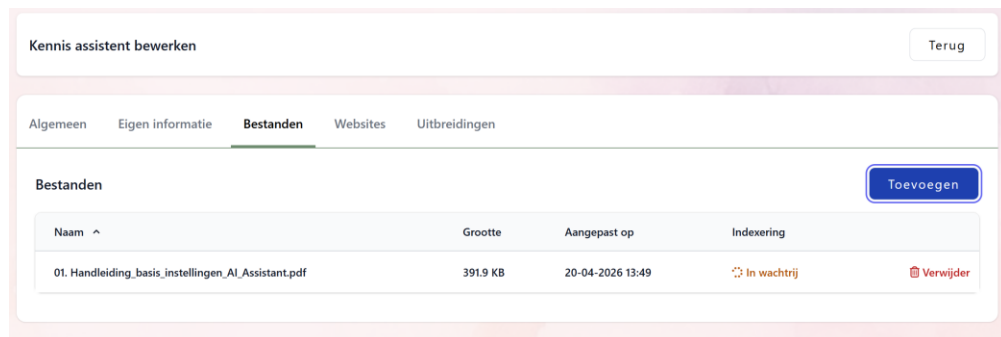 Kennis assistent bewerken
Terug
Algemeen Eigen informatie Bestanden Websites Uitbreidingen
Bestanden
Toevoegen
Naam Grootte Aangepast op Indexering
01. Handleiding_basis_instellingen_AI_Assistant.pdf 391.9 KB 20-04-2026 13:49 In wachtrij Verwijder